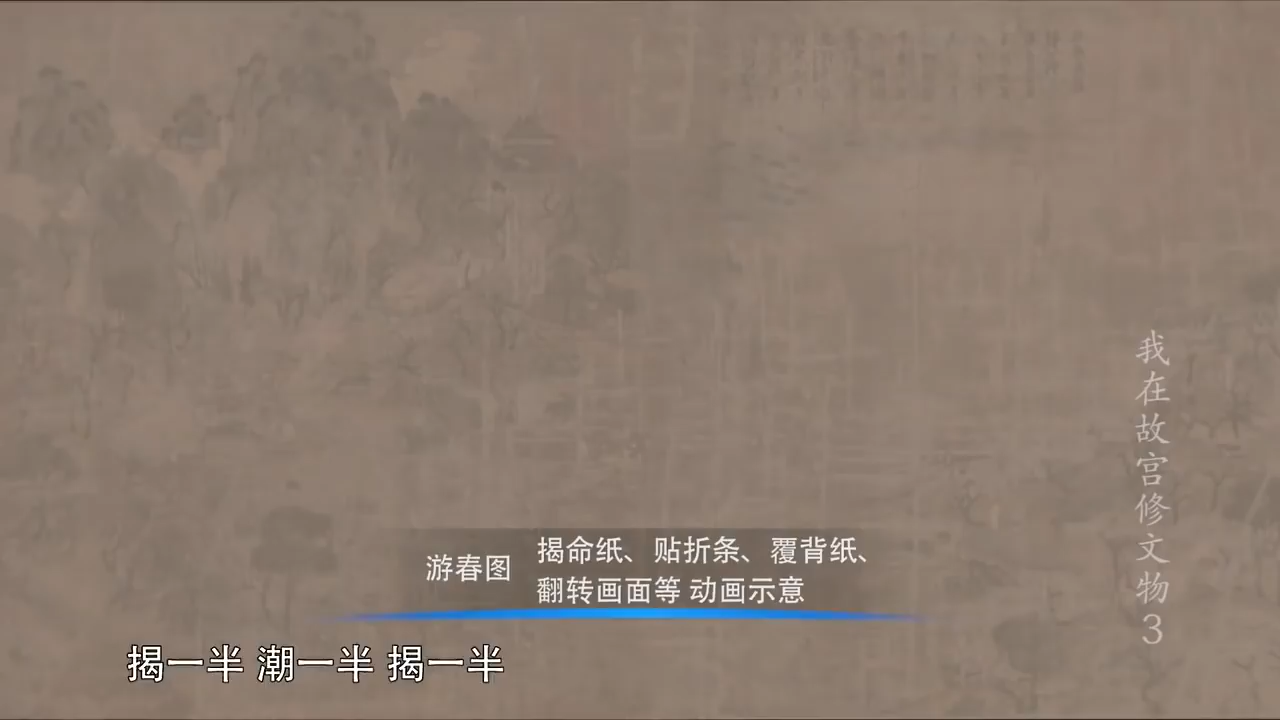 我在故宫修文物3
游春图
揭命纸、贴折条、覆背纸、
翻转画面等 动画示意
揭一半 潮一半 揭一半